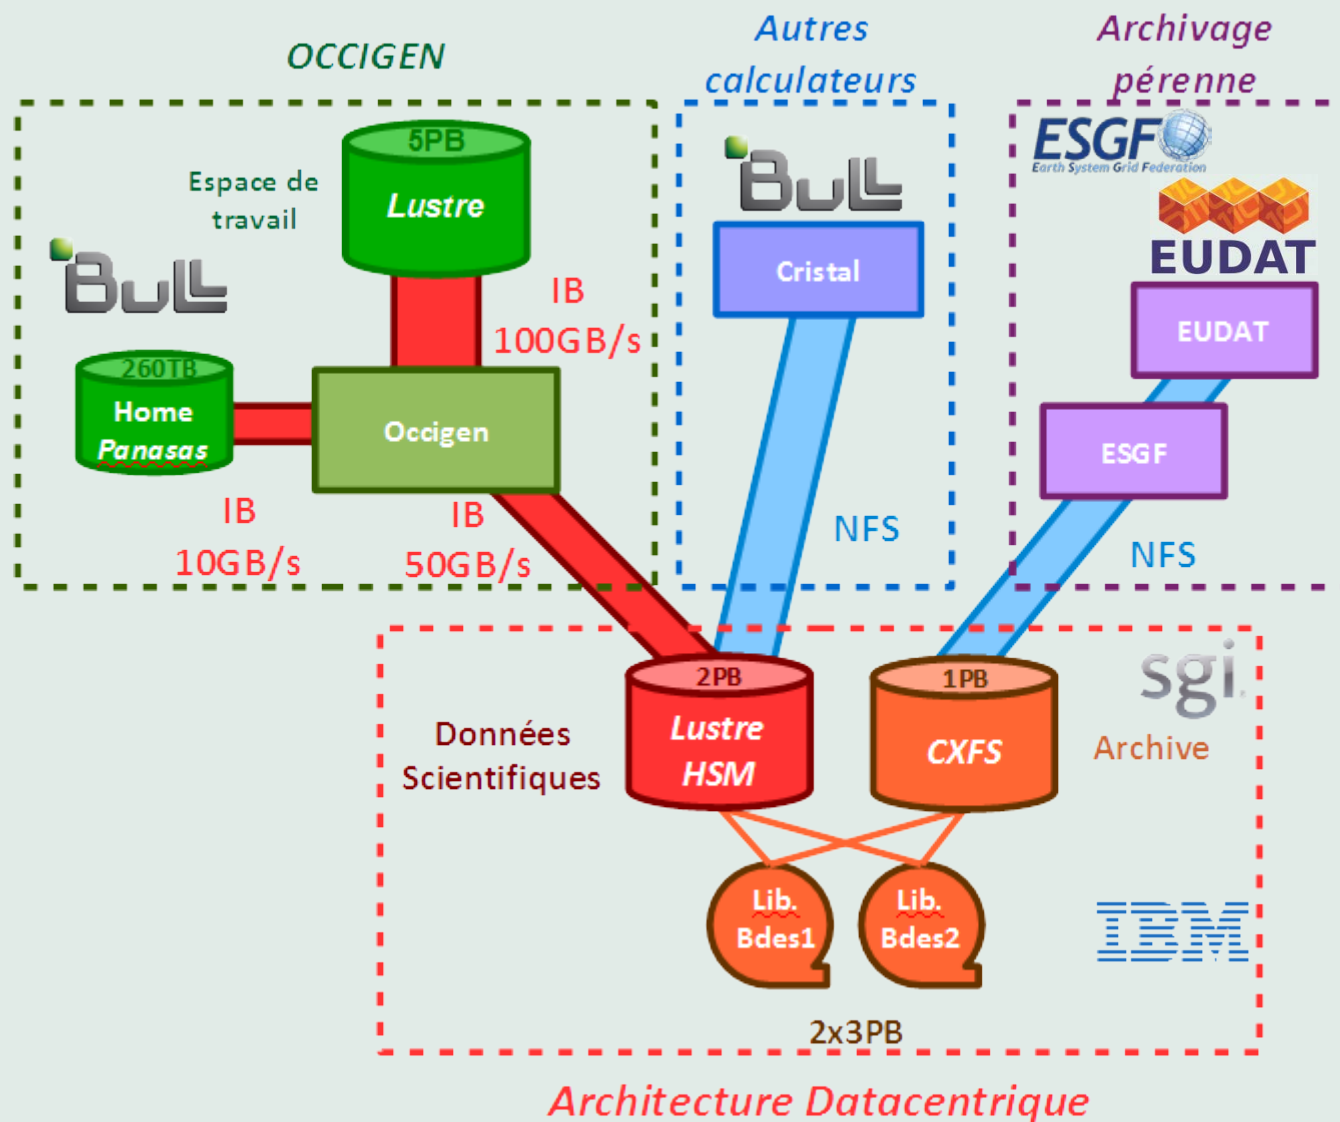 OCCIGEN
Autres
calculateurs
Archivage
pérenne
5PB
Lustre
Espace de
travail
Bull
IB
100GB/s
260TB
Home
Panasas
Occigen
IB
10GB/s
IB
50GB/s
Bull
Cristal
NFS
ESGF
Earth System Grid Federation
EUDAT
EUDAT
ESGF
NFS
2PB
Lustre
HSM
Données
Scientifiques
1PB
CXFS
sgi
Archive
Lib.
Bdes1
Lib.
Bdes2
IBM
2x3PB
Architecture Datacentrique